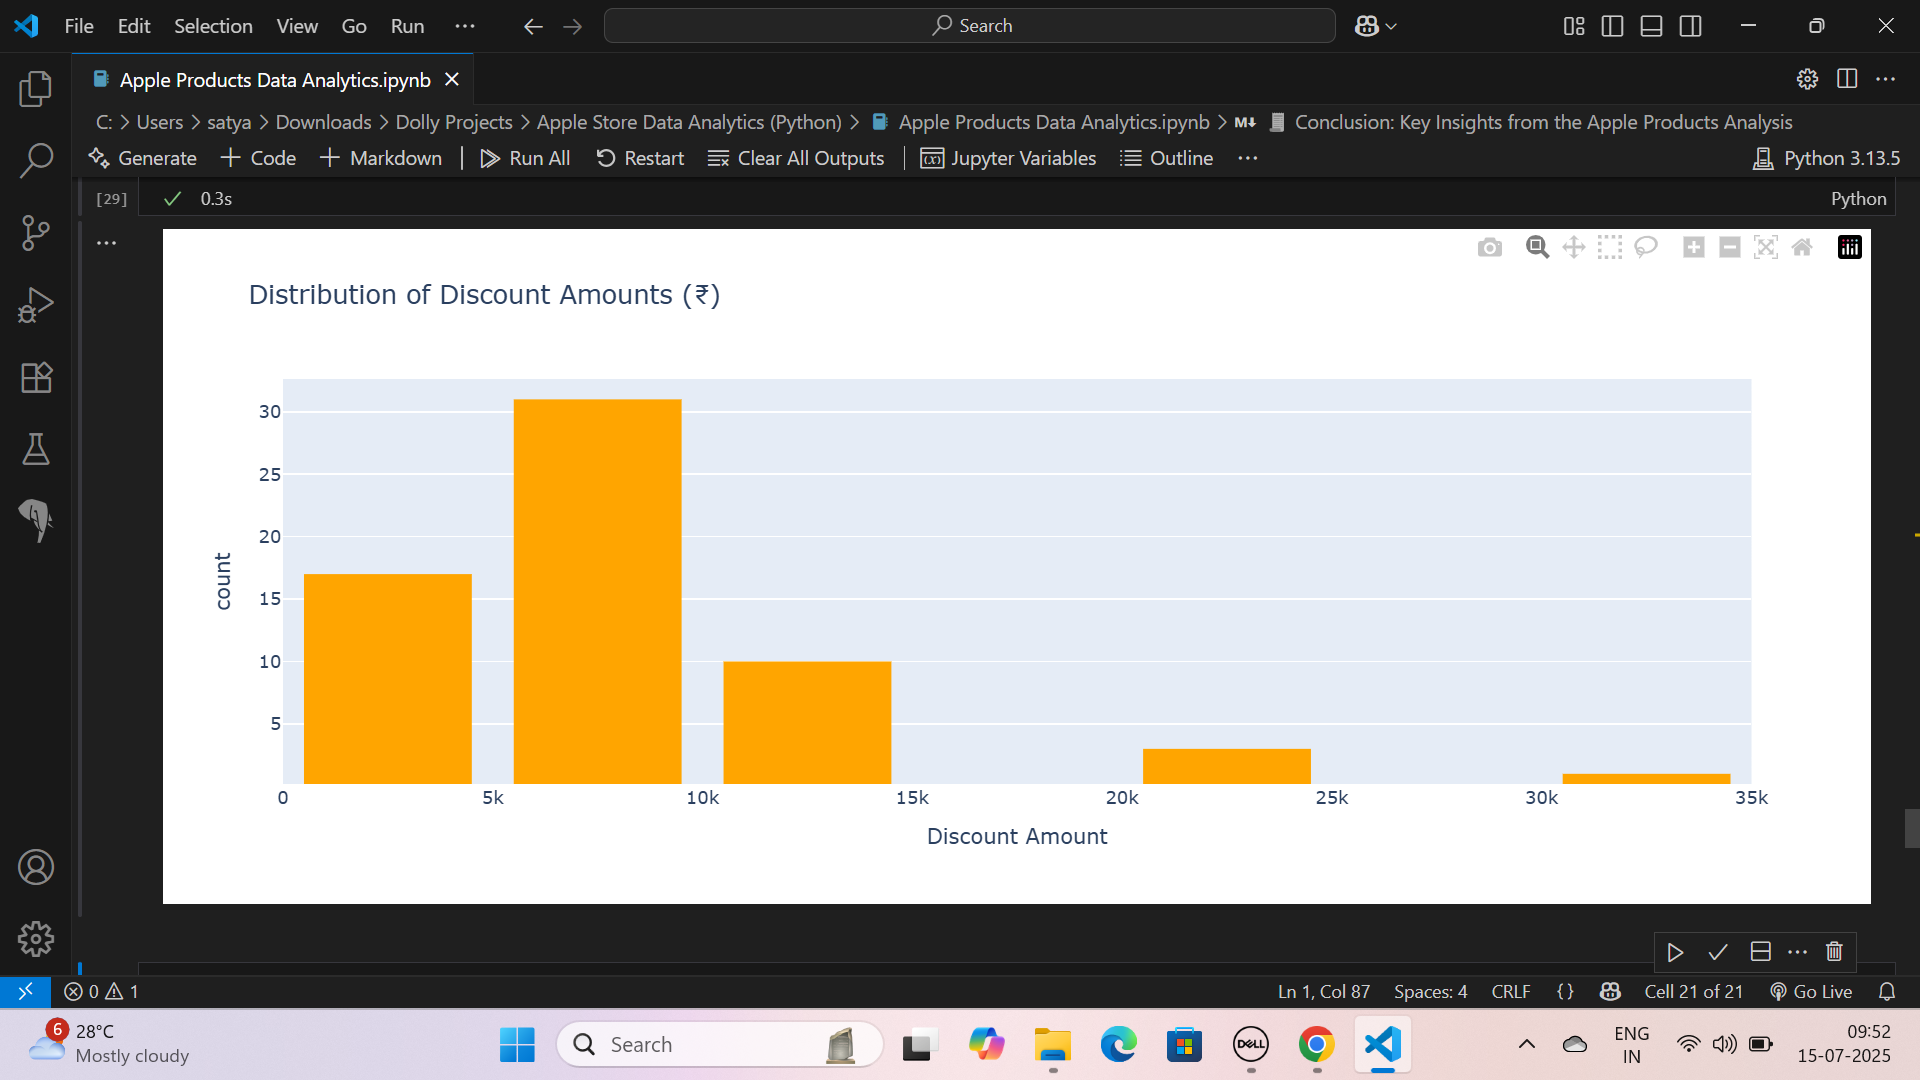 File Edit Selection View Go Run ··· Search
Apple Products Data Analytics.ipynb
C: > Users > satya > Downloads > Dolly Projects > Apple Store Data Analytics (Python) > Apple Products Data Analytics.ipynb > M↓ Conclusion: Key Insights from the Apple Products Analysis
Generate + Code + Markdown | Run All Restart Clear All Outputs | (x) Jupyter Variables Outline ··· Python 3.13.5
[29] 0.3s Python
Distribution of Discount Amounts (₹)
30
25
20
15
10
5
count
0 5k 10k 15k 20k 25k 30k 35k
Discount Amount
0 1 Ln 1, Col 87 Spaces: 4 CRLF {} Cell 21 of 21 Go Live
6 28°C
Mostly cloudy
Search
DELL
ENG
IN
09:52
15-07-2025